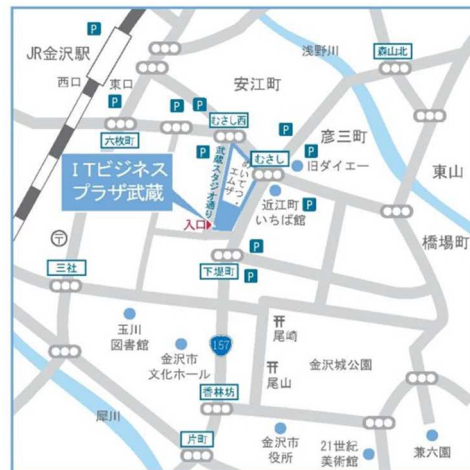 P
JR金沢駅
西口
東口
P
浅野川
森山北
安江町
P
P
むさし西
P
彦三町
六枚町
P
武蔵スタジオ通り
めいてつ・エムザ
むさし
P
旧ダイエー
東山
ITビジネス
プラザ武蔵
近江町
いちば館
P
入口
橋場町
〒
下堤町
P
P
三社
玉川
図書館
金沢市
文化ホール
157
尾崎
尾山
金沢城公園
香林坊
犀川
片町
金沢市
役所
21世紀
美術館
兼六園